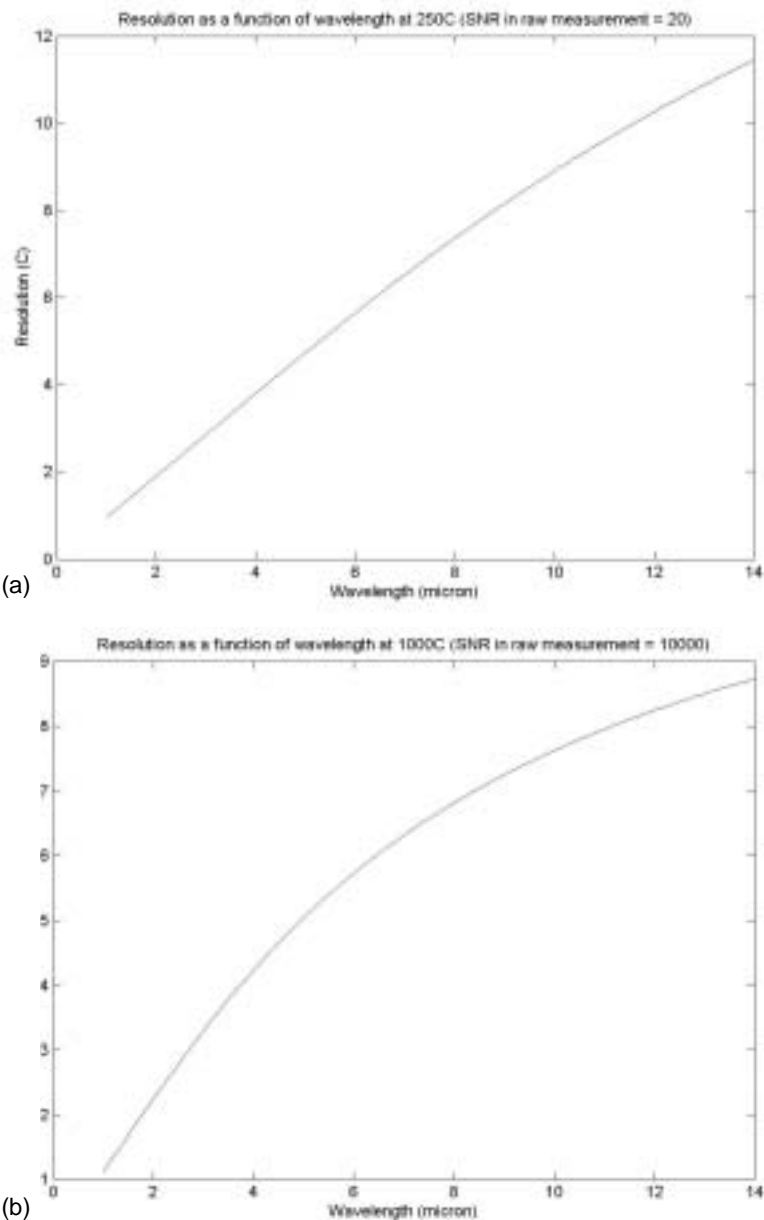 Resolution as a function of wavelength at 250C (SNR in raw measurement = 20)
12
10
8
6
4
2
0
Resolution (C)
0 2 4 6 8 10 12 14
Wavelength (micron)
(a)
Resolution as a function of wavelength at 1000C (SNR in raw measurement = 10000)
9
8
7
6
5
4
3
2
1
0 2 4 6 8 10 12 14
Wavelength (micron)
(b)